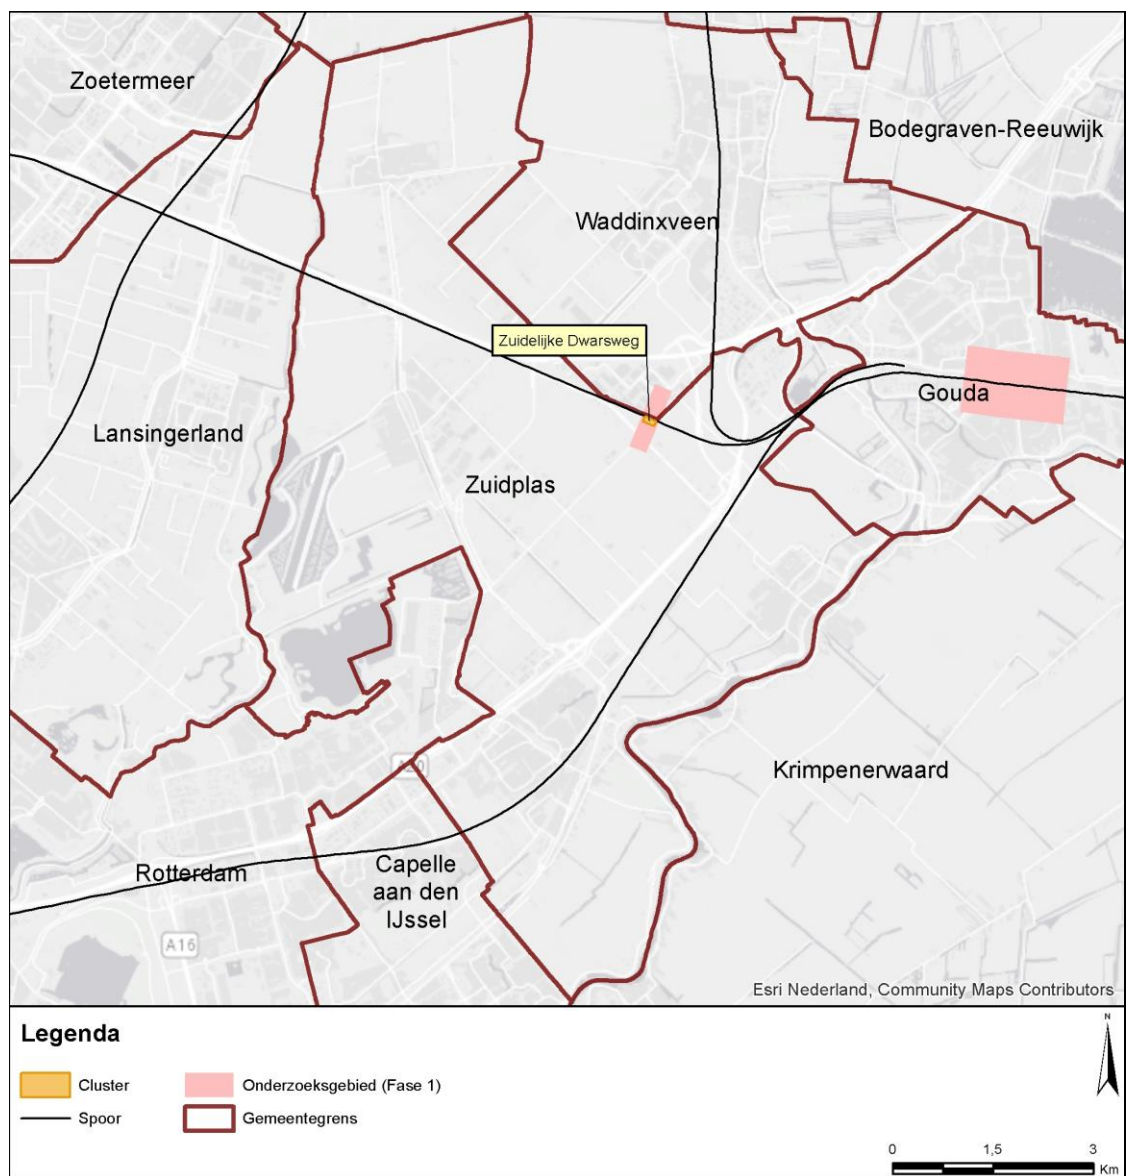 Zoetermeer
Bodegraven-Reeuwijk
Waddinxveen
Zuidelijke Dwarsweg
Gouda
Lansingerland
Zuidplas
A20
Krimpenerwaard
Rotterdam
Capelle
aan den
IJssel
A16
Esri Nederland, Community Maps Contributors
Legenda
Cluster
Onderzoeksgebied (Fase 1)
Spoor
Gemeentegrens
N
0 1,5 3
Km